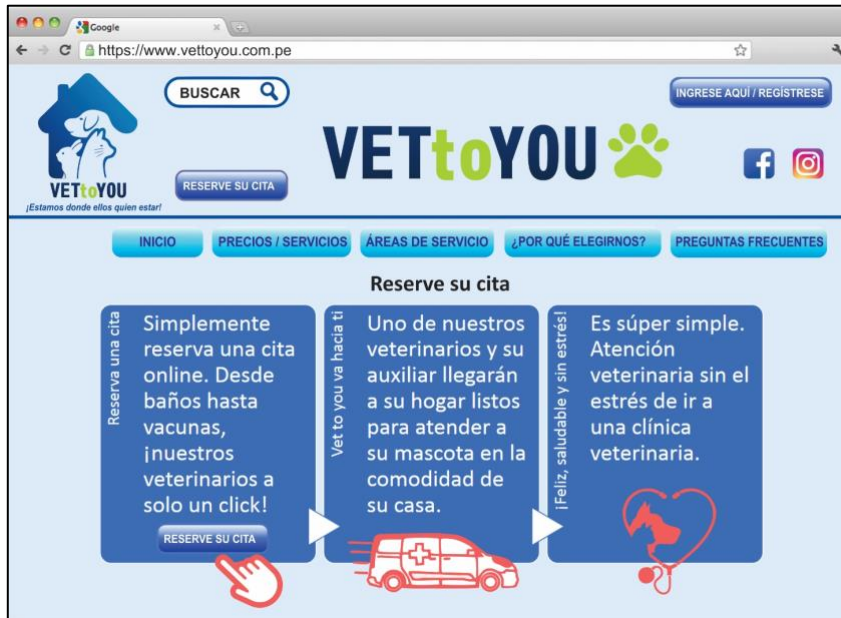 Google
https://www.vettoyou.com.pe
BUSCAR
INGRESE AQUÍ / REGÍSTRESE
VETtoYOU
VETtoYOU
¡Estamos donde ellos quien estar!
RESERVE SU CITA
INICIO
PRECIOS / SERVICIOS
ÁREAS DE SERVICIO
¿POR QUÉ ELEGIRNOS?
PREGUNTAS FRECUENTES
Reserve su cita
Reserva una cita
Simplemente
reserva una cita
online. Desde
baños hasta
vacunas,
¡nuestros
veterinarios a
solo un click!
RESERVE SU CITA
Vet to you va hacia ti
Uno de nuestros
veterinarios y su
auxiliar llegarán
a su hogar listos
para atender a
su mascota en la
comodidad de
su casa.
¡Feliz, saludable y sin estrés!
Es súper simple.
Atención
veterinaria sin el
estrés de ir a
una clínica
veterinaria.